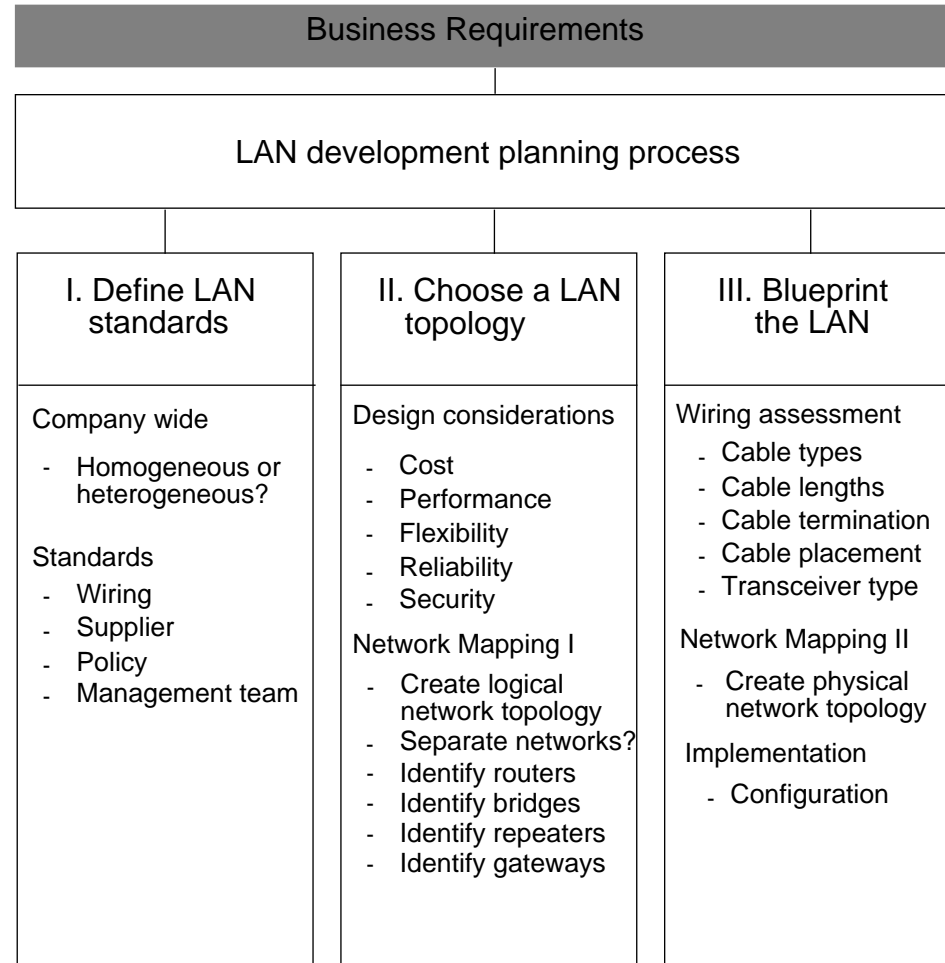 Business Requirements
LAN development planning process
I. Define LAN
standards
Company wide
- Homogeneous or
heterogeneous?
Standards
- Wiring
- Supplier
- Policy
- Management team
II. Choose a LAN
topology
Design considerations
- Cost
- Performance
- Flexibility
- Reliability
- Security
Network Mapping I
- Create logical
network topology
- Separate networks?
- Identify routers
- Identify bridges
- Identify repeaters
- Identify gateways
III. Blueprint
the LAN
Wiring assessment
- Cable types
- Cable lengths
- Cable termination
- Cable placement
- Transceiver type
Network Mapping II
- Create physical
network topology
Implementation
- Configuration